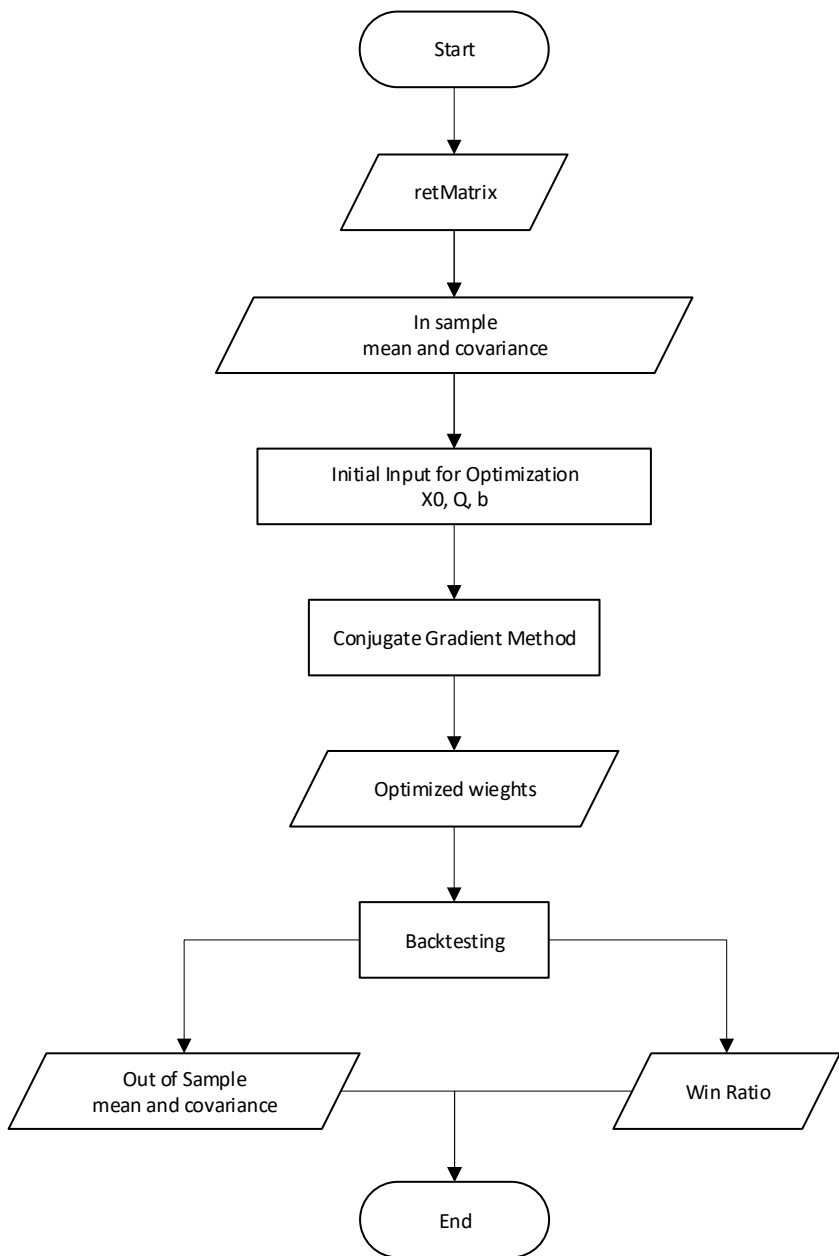 Start
retMatrix
In sample
mean and covariance
Initial Input for Optimization
X0, Q, b
Conjugate Gradient Method
Optimized wieghts
Backtesting
Out of Sample
mean and covariance
Win Ratio
End